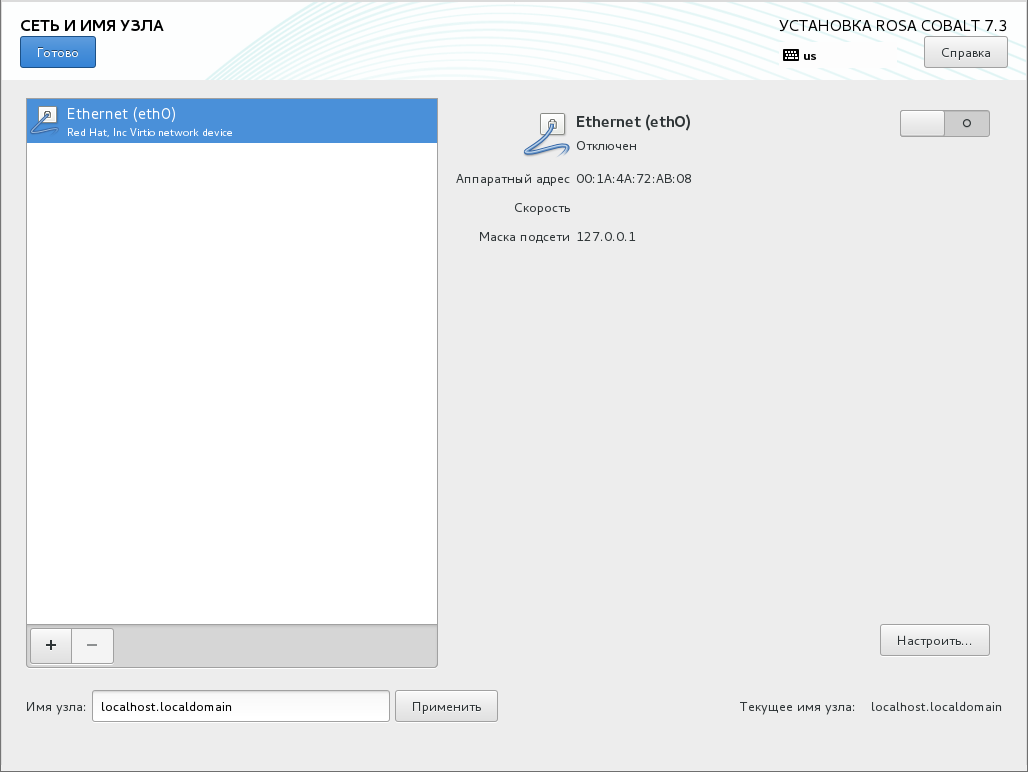 СЕТЬ И ИМЯ УЗЛА
УСТАНОВКА ROSA COBALT 7.3
Готово
us
Справка
Ethernet (eth0)
Red Hat, Inc Virtio network device
Ethernet (eth0)
Отключен
Аппаратный адрес 00:1A:4A:72:AB:08
Скорость
Маска подсети 127.0.0.1
+ −
Настроить...
Имя узла: localhost.localdomain Применить
Текущее имя узла: localhost.localdomain